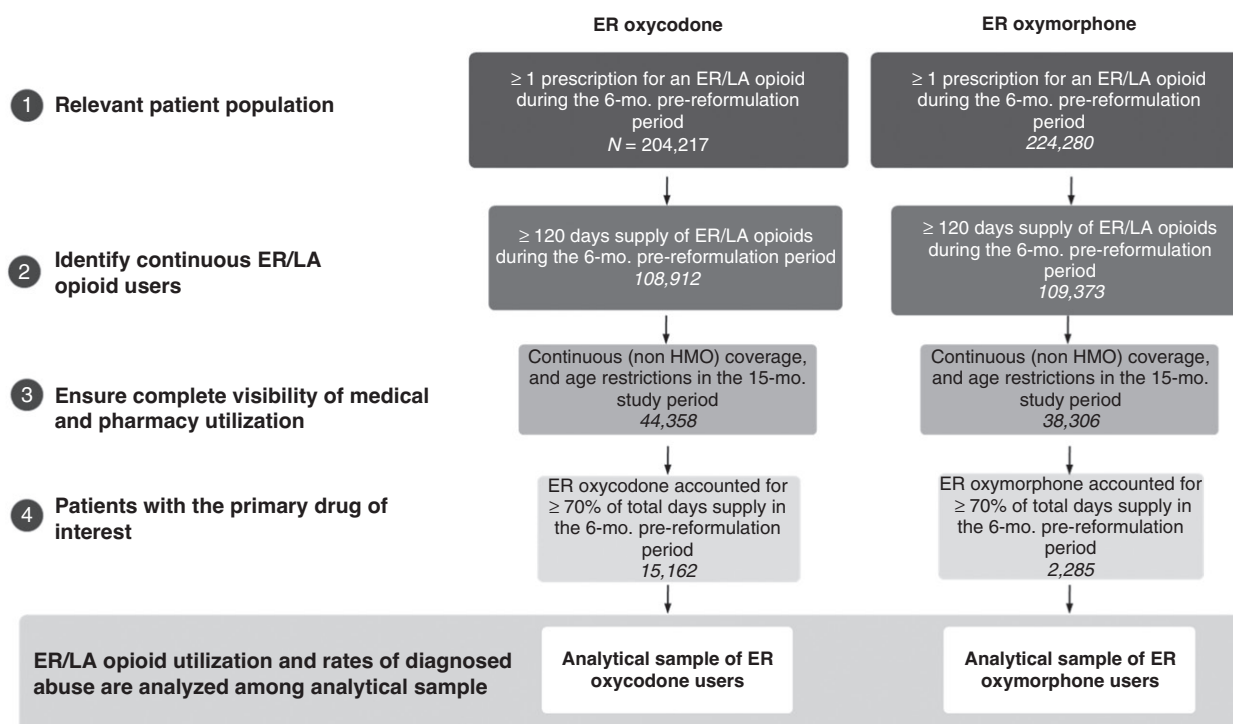 ER oxycodone
ER oxymorphone
1
Relevant patient population
≥ 1 prescription for an ER/LA opioid
during the 6-mo. pre-reformulation
period
N = 204,217
≥ 1 prescription for an ER/LA opioid
during the 6-mo. pre-reformulation
period
224,280
2
Identify continuous ER/LA
opioid users
≥ 120 days supply of ER/LA opioids
during the 6-mo. pre-reformulation period
108,912
≥ 120 days supply of ER/LA opioids
during the 6-mo. pre-reformulation
period
109,373
3
Ensure complete visibility of medical
and pharmacy utilization
Continuous (non HMO) coverage,
and age restrictions in the 15-mo.
study period
44,358
Continuous (non HMO) coverage,
and age restrictions in the 15-mo.
study period
38,306
4
Patients with the primary drug of
interest
ER oxycodone accounted for
≥ 70% of total days supply in
the 6-mo. pre-reformulation
period
15,162
ER oxymorphone accounted for
≥ 70% of total days supply in
the 6-mo. pre-reformulation
period
2,285
ER/LA opioid utilization and rates of diagnosed
abuse are analyzed among analytical sample
Analytical sample of ER
oxycodone users
Analytical sample of ER
oxymorphone users